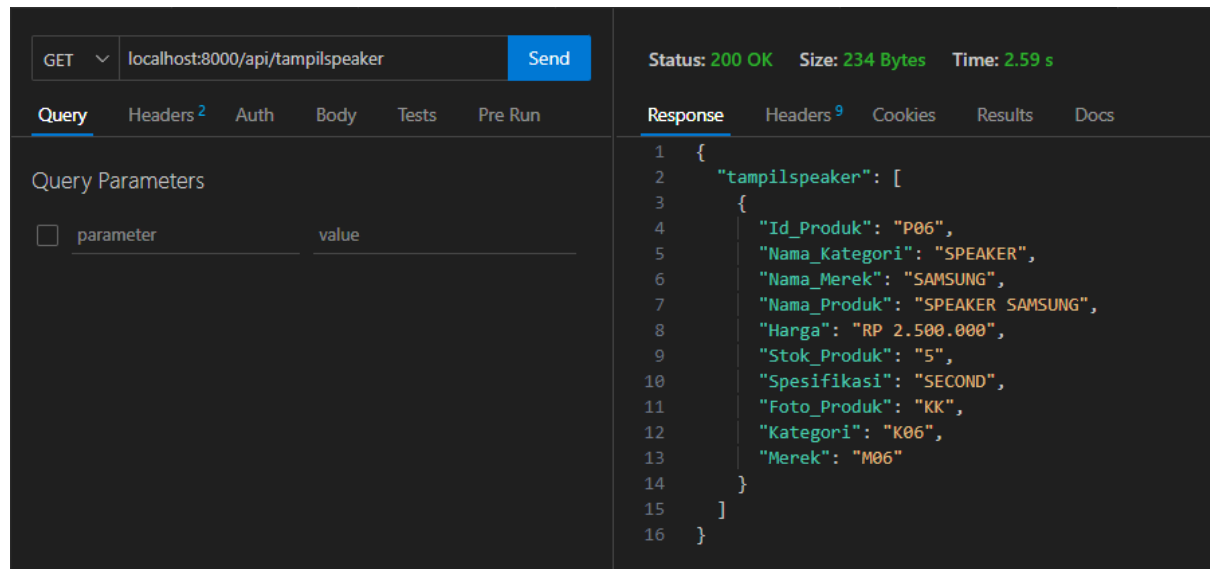 GET localhost:8000/api/tampilspeaker Send
Query Headers 2 Auth Body Tests Pre Run
Query Parameters
parameter value
Status: 200 OK Size: 234 Bytes Time: 2.59 s
Response Headers 9 Cookies Results Docs
1 {
2 "tampilspeaker": [
3 {
4 "Id_Produk": "P06",
5 "Nama_Kategori": "SPEAKER",
6 "Nama_Merek": "SAMSUNG",
7 "Nama_Produk": "SPEAKER SAMSUNG",
8 "Harga": "RP 2.500.000",
9 "Stok_Produk": "5",
10 "Spesifikasi": "SECOND",
11 "Foto_Produk": "KK",
12 "Kategori": "K06",
13 "Merek": "M06"
14 }
15 ]
16 }